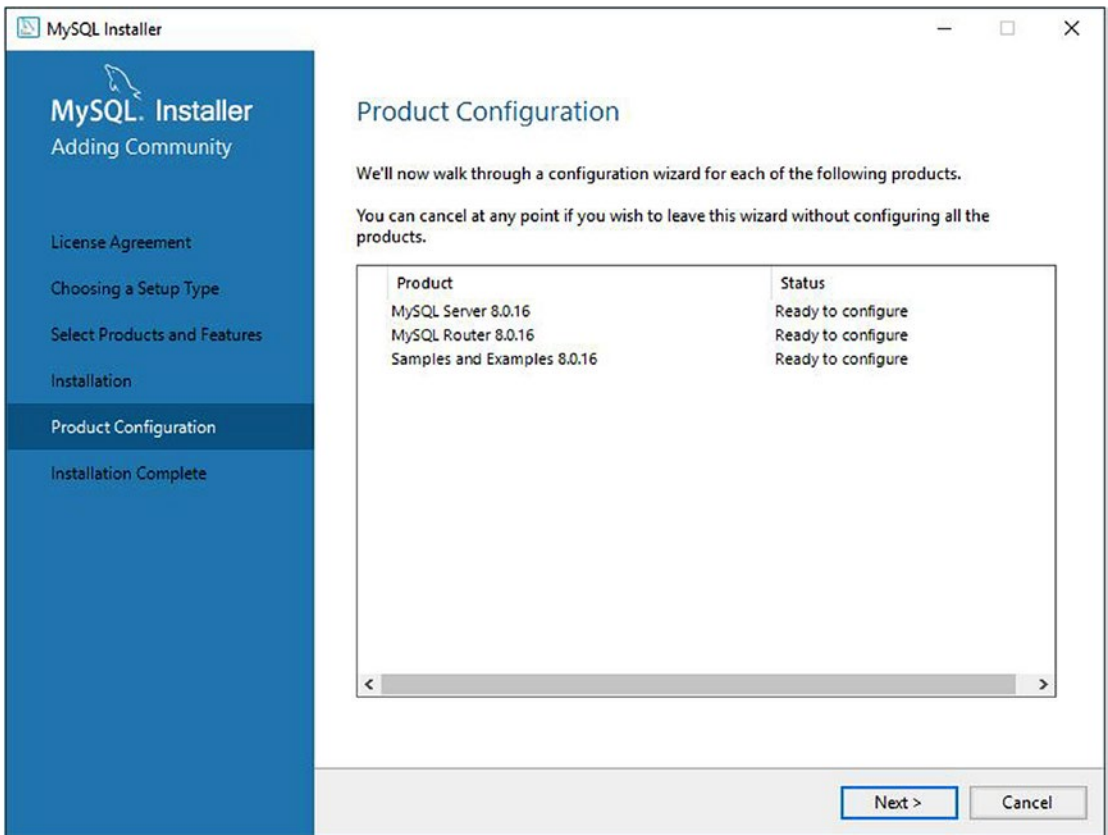 MySQL Installer
MySQL. Installer
Adding Community
License Agreement
Choosing a Setup Type
Select Products and Features
Installation
Product Configuration
Installation Complete
Product Configuration
We'll now walk through a configuration wizard for each of the following products.
You can cancel at any point if you wish to leave this wizard without configuring all the
products.
Product Status
MySQL Server 8.0.16 Ready to configure
MySQL Router 8.0.16 Ready to configure
Samples and Examples 8.0.16 Ready to configure
Next > Cancel